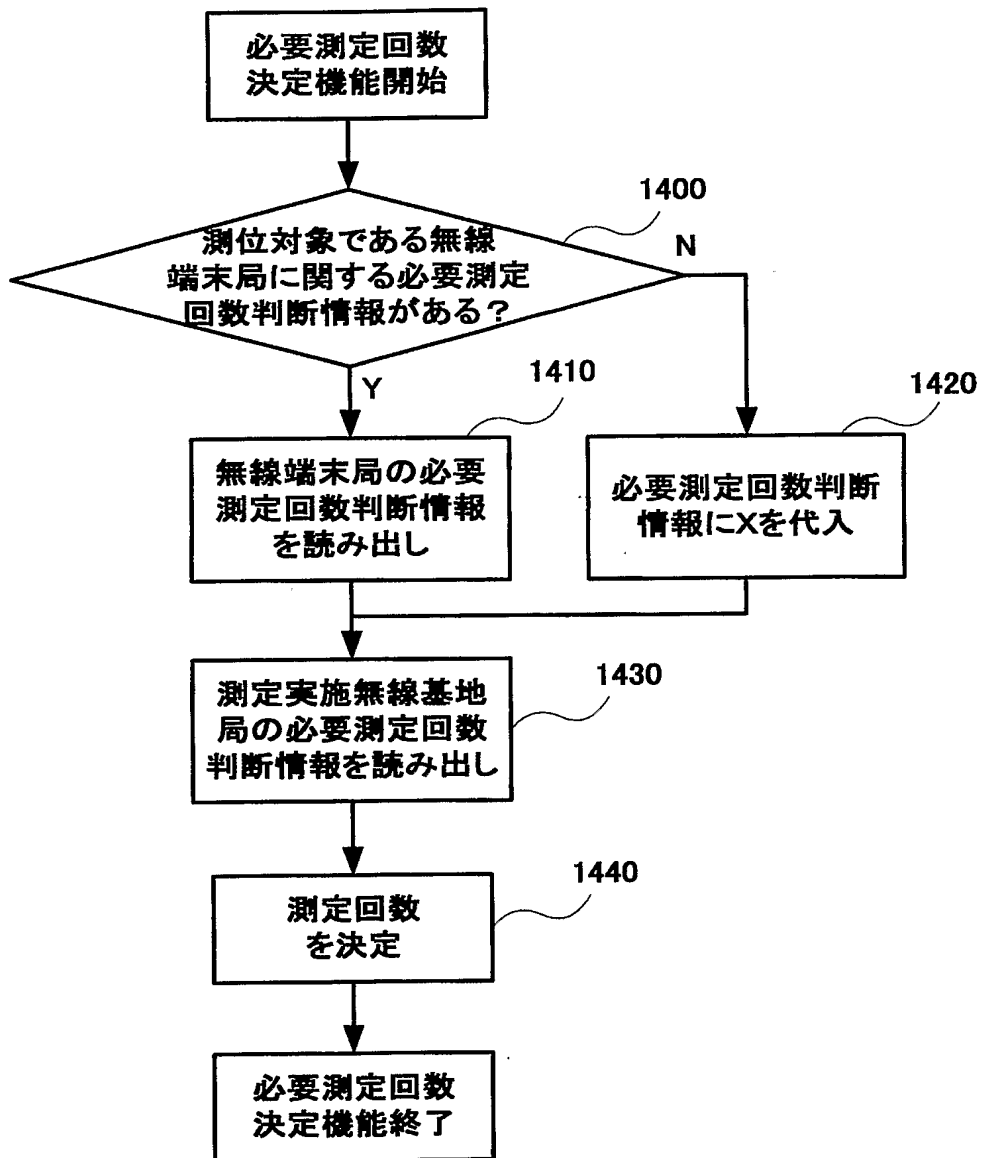 必要測定回数
決定機能開始
1400
測位対象である無線
端末局に関する必要測定
回数判断情報がある?
N
Y
1410
無線端末局の必要
測定回数判断情報
を読み出し
1420
必要測定回数判断
情報にXを代入
1430
測定実施無線基地
局の必要測定回数
判断情報を読み出し
1440
測定回数
を決定
必要測定回数
決定機能終了